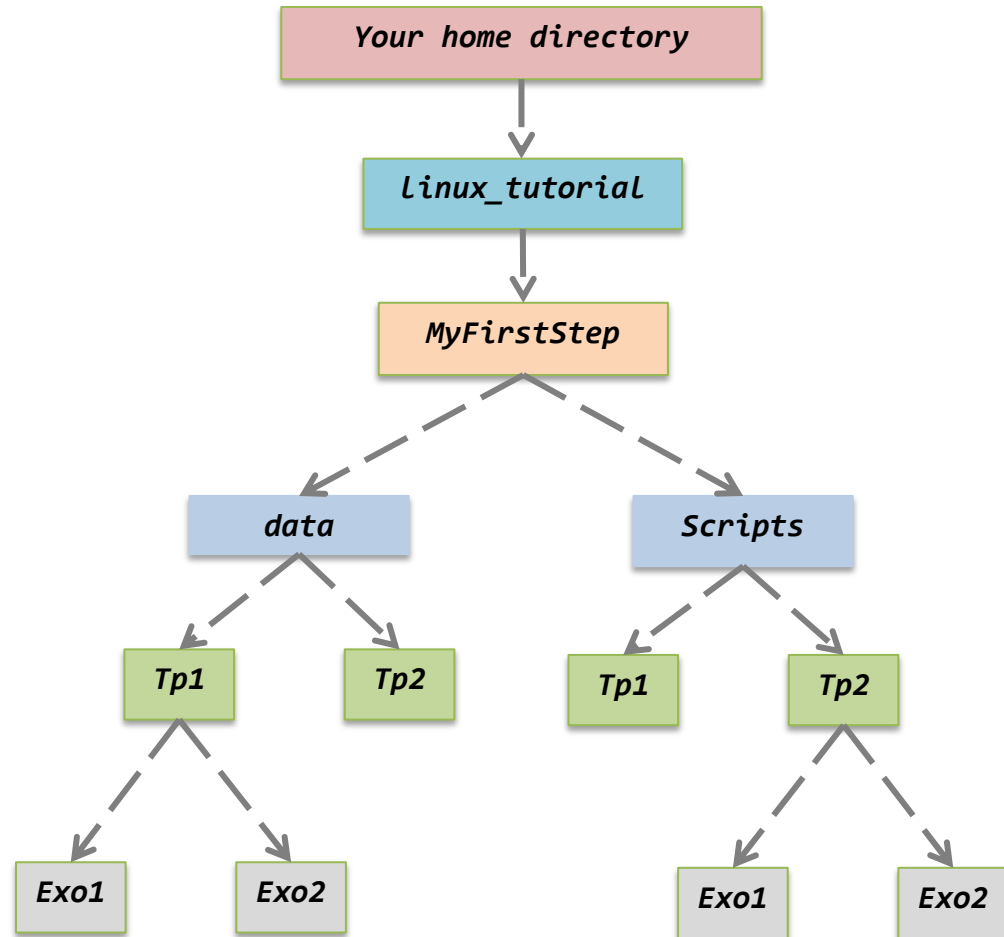 Your home directory
linux_tutorial
MyFirstStep
data
Scripts
Tp1
Tp2
Tp1
Tp2
Exo1
Exo2
Exo1
Exo2